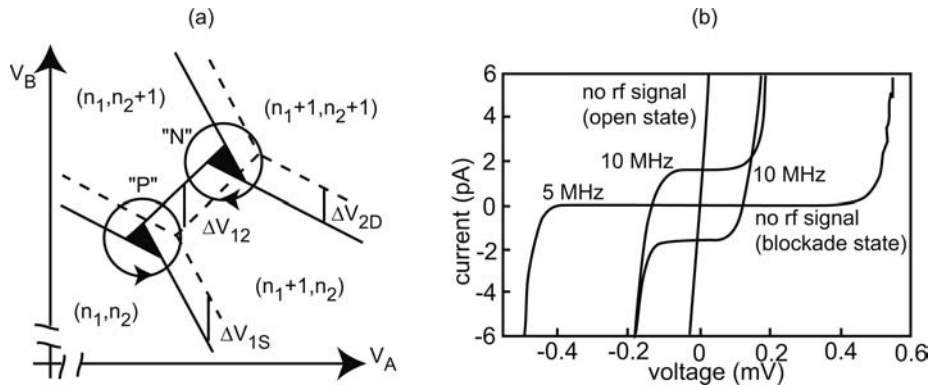 (a)
V_B
(n₁,n₂+1)
(n₁+1,n₂+1)
"N"
"P"
ΔV₁₂
ΔV₂D
(n₁,n₂)
(n₁+1,n₂)
ΔV₁S
V_A
(b)
current (pA)
6
4
2
0
-2
-4
-6
no rf signal
(open state)
10 MHz
10 MHz
5 MHz
no rf signal
(blockade state)
-0.4
-0.2
0
0.2
0.4
0.6
voltage (mV)